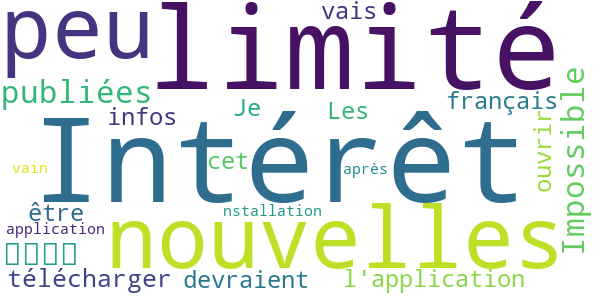 peu limité vais
publiées infos Je Les français
Intérêt
vain cet après ouvrir Impossible
être nstallation
application nouvelles
télécharger devraient l'application